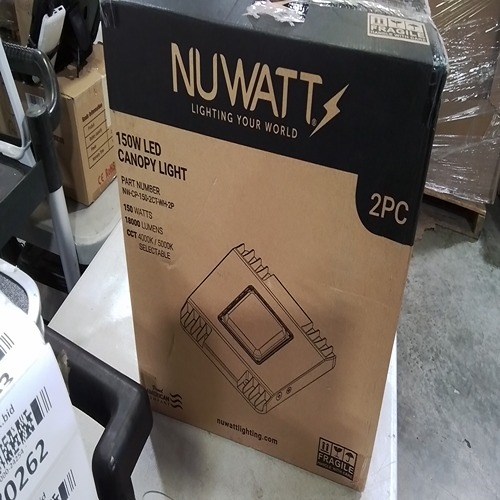 FRAGILE
NUWATT
LIGHTING YOUR WORLD
150W LED
CANOPY LIGHT
PART NUMBER
NW-CP-150-2CT-WH-2P
150 WATTS
18000 LUMENS
CCT 4000K / 5000K
SELECTABLE
2PC
nuwattlighting.com
FRAGILE
.bid
0262